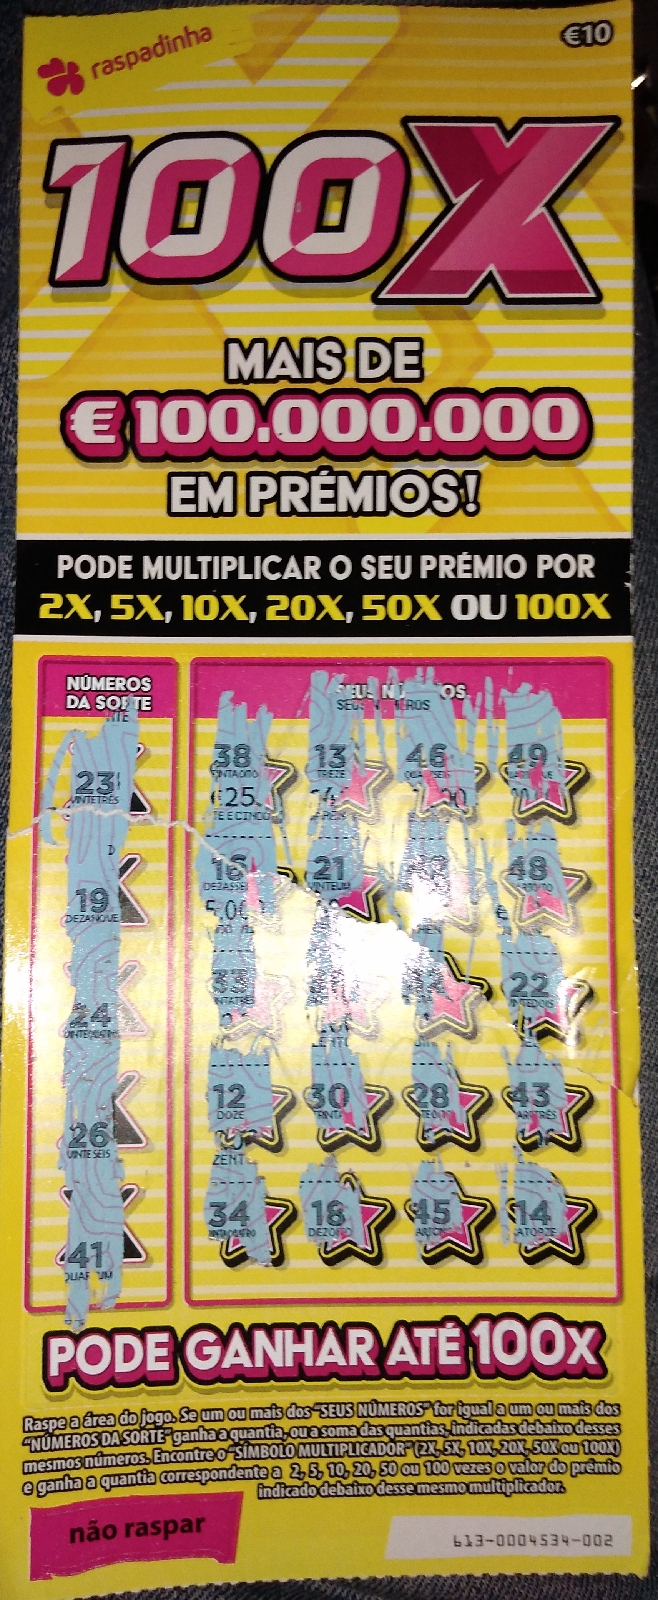 raspadinha
€10
100X
MAIS DE
€ 100.000.000
EM PRÉMIOS!
PODE MULTIPLICAR O SEU PRÉMIO POR
2X, 5X, 10X, 20X, 50X OU 100X
NÚMEROS
DA SORTE
23
VINTETRÊS
19
DEZANOVE
24
26
VINTESEIS
41
38 13 46 49
TREZE
€25
16 21 48
22
12 30 28 43
DOZE TRINTA
34 18 45 14
PODE GANHAR ATÉ 100X
Raspe a área do jogo. Se um ou mais dos "SEUS NÚMEROS" for igual a um ou mais dos
"NÚMEROS DA SORTE" ganha a quantia, ou a soma das quantias, indicadas debaixo desses
mesmos números. Encontre o "SÍMBOLO MULTIPLICADOR" (2X, 5X, 10X, 20X, 50X ou 100X)
e ganha a quantia correspondente a 2, 5, 10, 20, 50 ou 100 vezes o valor do prémio
indicado debaixo desse mesmo multiplicador.
não raspar
613-0004534-002